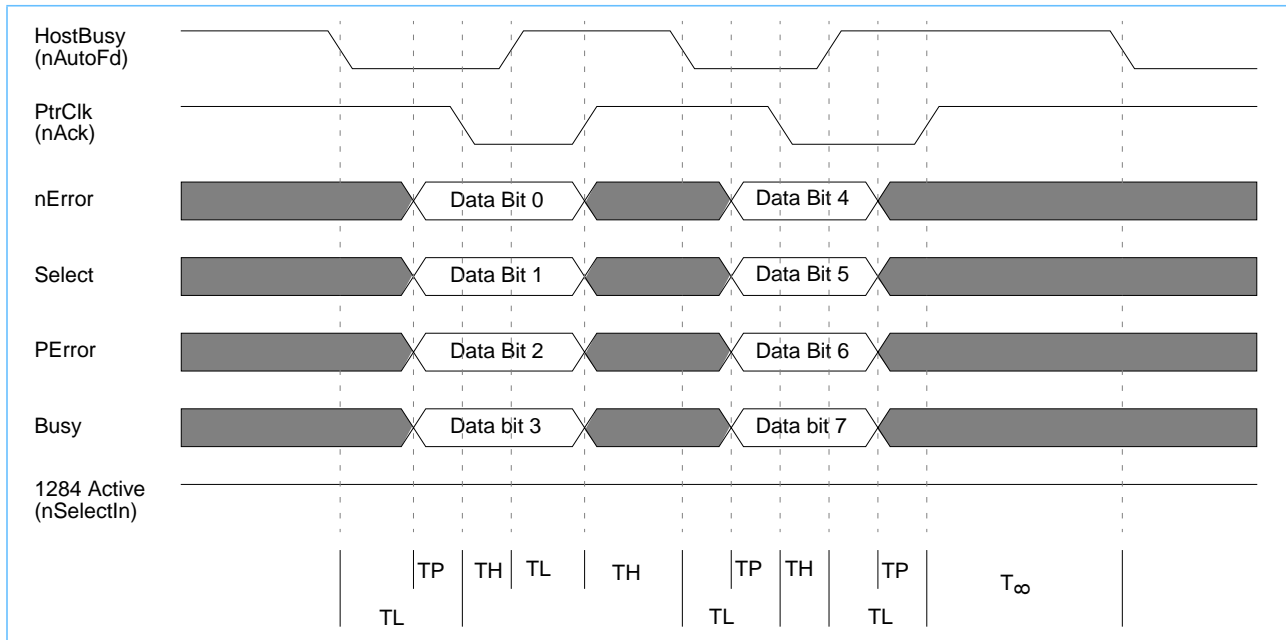 HostBusy
(nAutoFd)
PtrClk
(nAck)
nError
Data Bit 0
Data Bit 4
Select
Data Bit 1
Data Bit 5
PError
Data Bit 2
Data Bit 6
Busy
Data bit 3
Data bit 7
1284 Active
(nSelectIn)
TP
TH
TL
TH
TP
TH
TP
T∞
TL
TL
TL